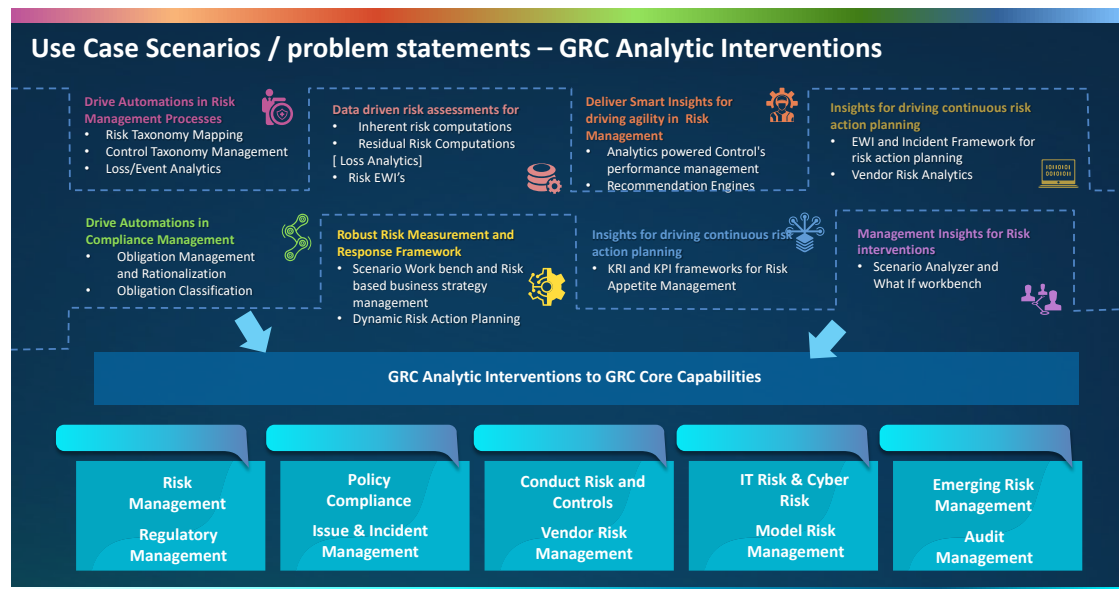 Use Case Scenarios / problem statements – GRC Analytic Interventions
Drive Automations in Risk
Management Processes
• Risk Taxonomy Mapping
• Control Taxonomy Management
• Loss/Event Analytics
Data driven risk assessments for
• Inherent risk computations
• Residual Risk Computations
[ Loss Analytics]
• Risk EWI's
Deliver Smart Insights for
driving agility in Risk
Management
• Analytics powered Control's
performance management
• Recommendation Engines
Insights for driving continuous risk
action planning
• EWI and Incident Framework for
risk action planning
• Vendor Risk Analytics
10110101
00101011
Drive Automations in
Compliance Management
• Obligation Management
and Rationalization
• Obligation Classification
Robust Risk Measurement and
Response Framework
• Scenario Work bench and Risk
based business strategy
management
• Dynamic Risk Action Planning
Insights for driving continuous risk
action planning
• KRI and KPI frameworks for Risk
Appetite Management
Management Insights for Risk
interventions
• Scenario Analyzer and
What If workbench
GRC Analytic Interventions to GRC Core Capabilities
Risk
Management
Regulatory
Management
Policy
Compliance
Issue & Incident
Management
Conduct Risk and
Controls
Vendor Risk
Management
IT Risk & Cyber
Risk
Model Risk
Management
Emerging Risk
Management
Audit
Management